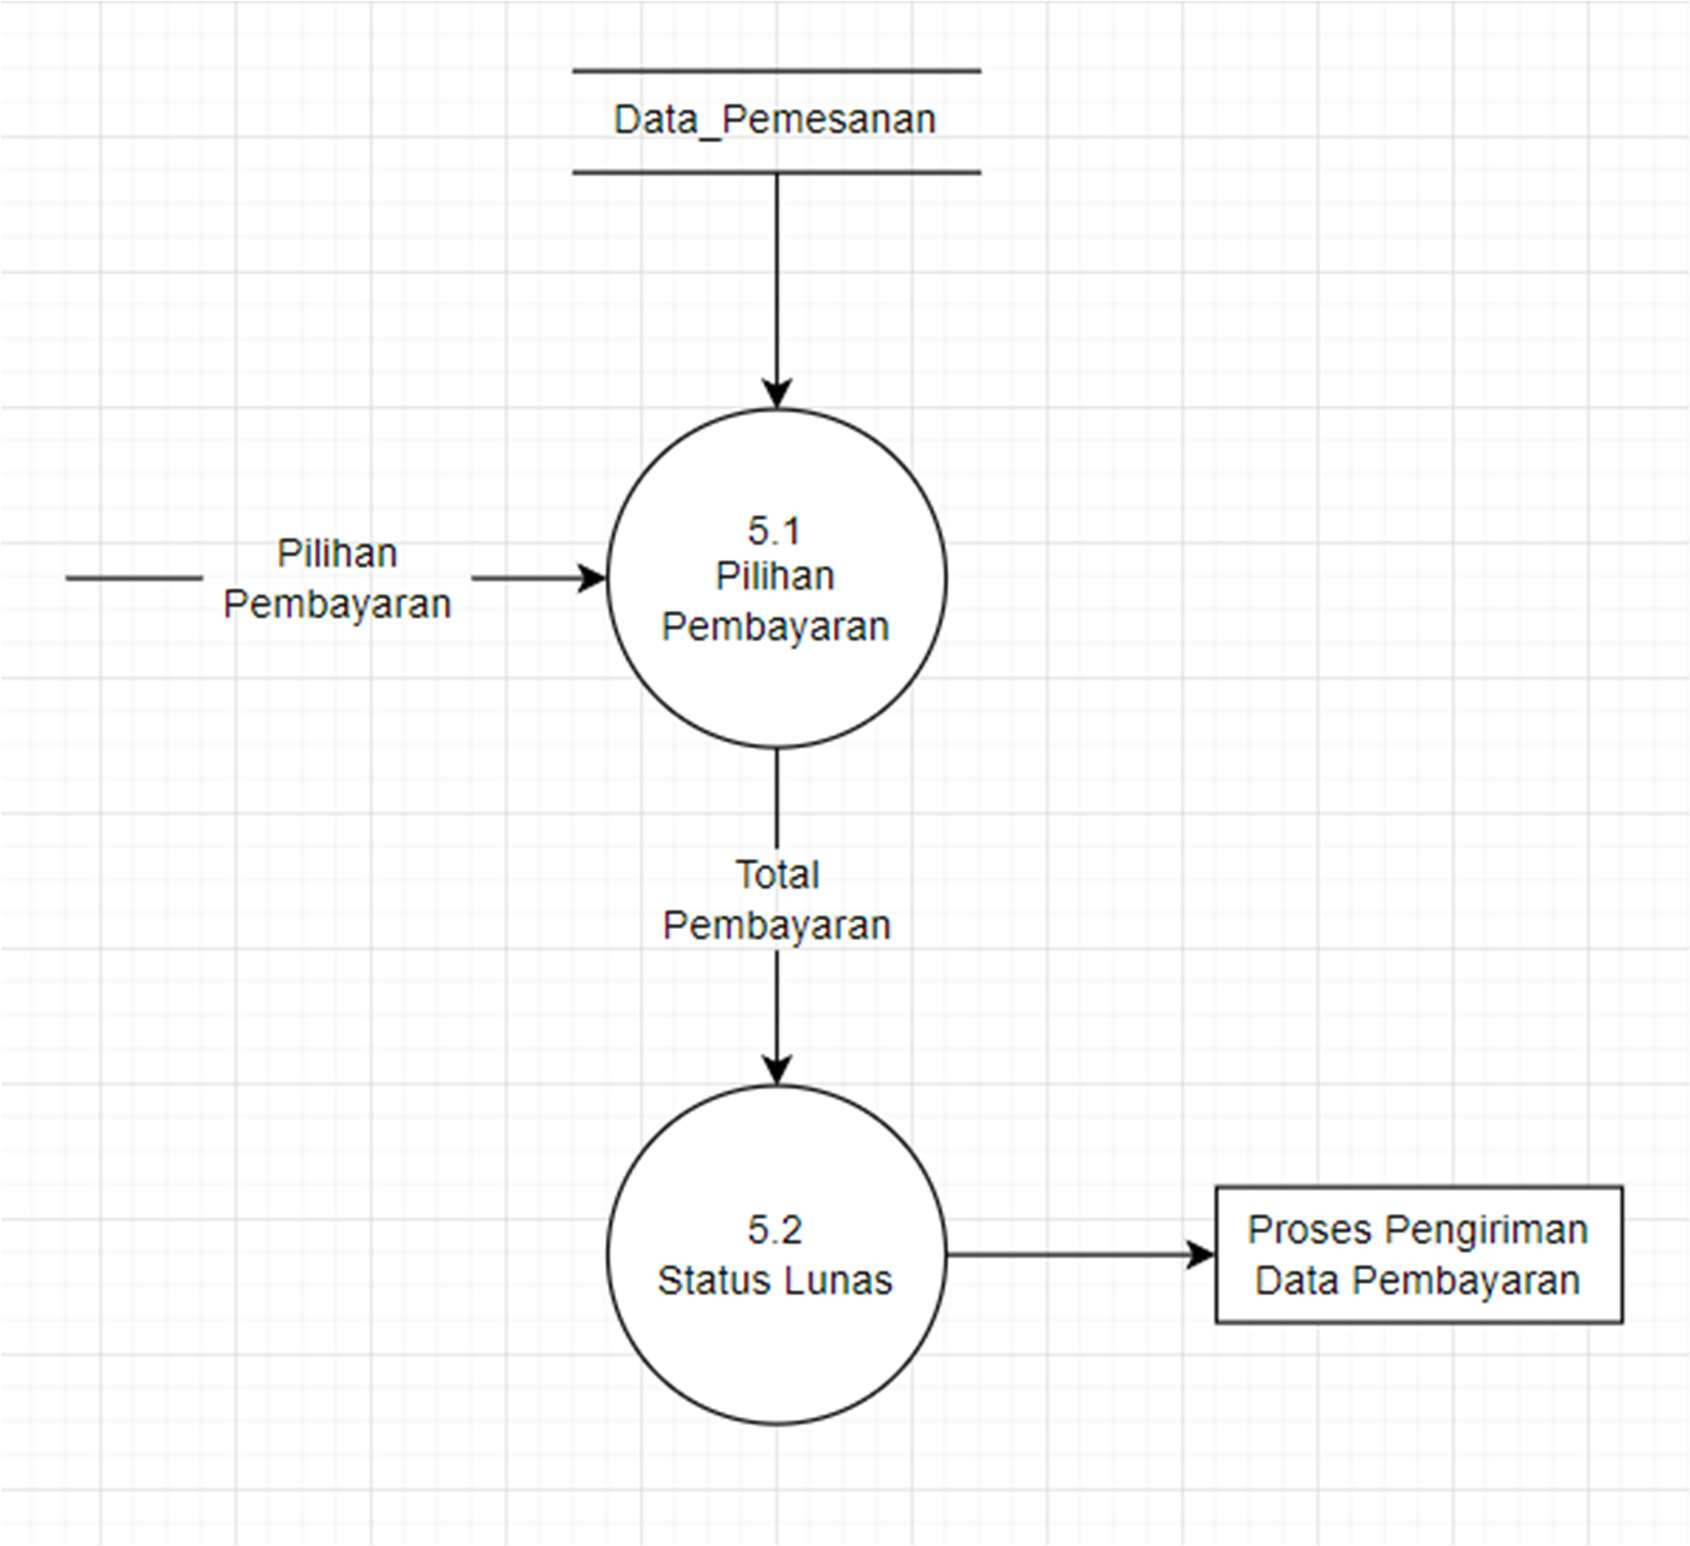 Data_Pemesanan
Pilihan
Pembayaran
5.1
Pilihan
Pembayaran
Total
Pembayaran
5.2
Status Lunas
Proses Pengiriman
Data Pembayaran